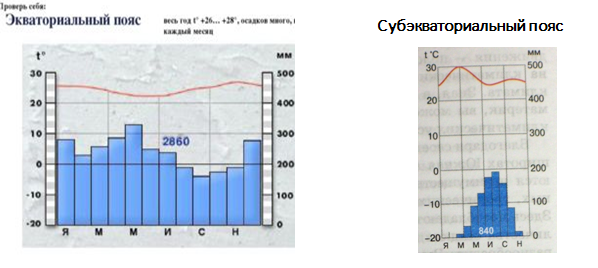 Проверь себя:
Экваториальный пояс
весь год t° +26… +28°, осадков много,
каждый месяц
Субэкваториальный пояс
t° мм
30 500
20 400
10 300
0 200
-10 100
-20 0
2860
Я М М И С Н
t °C мм
30 500
20 400
10 300
0 200
-10 100
-20 0
840
Я М М И С Н